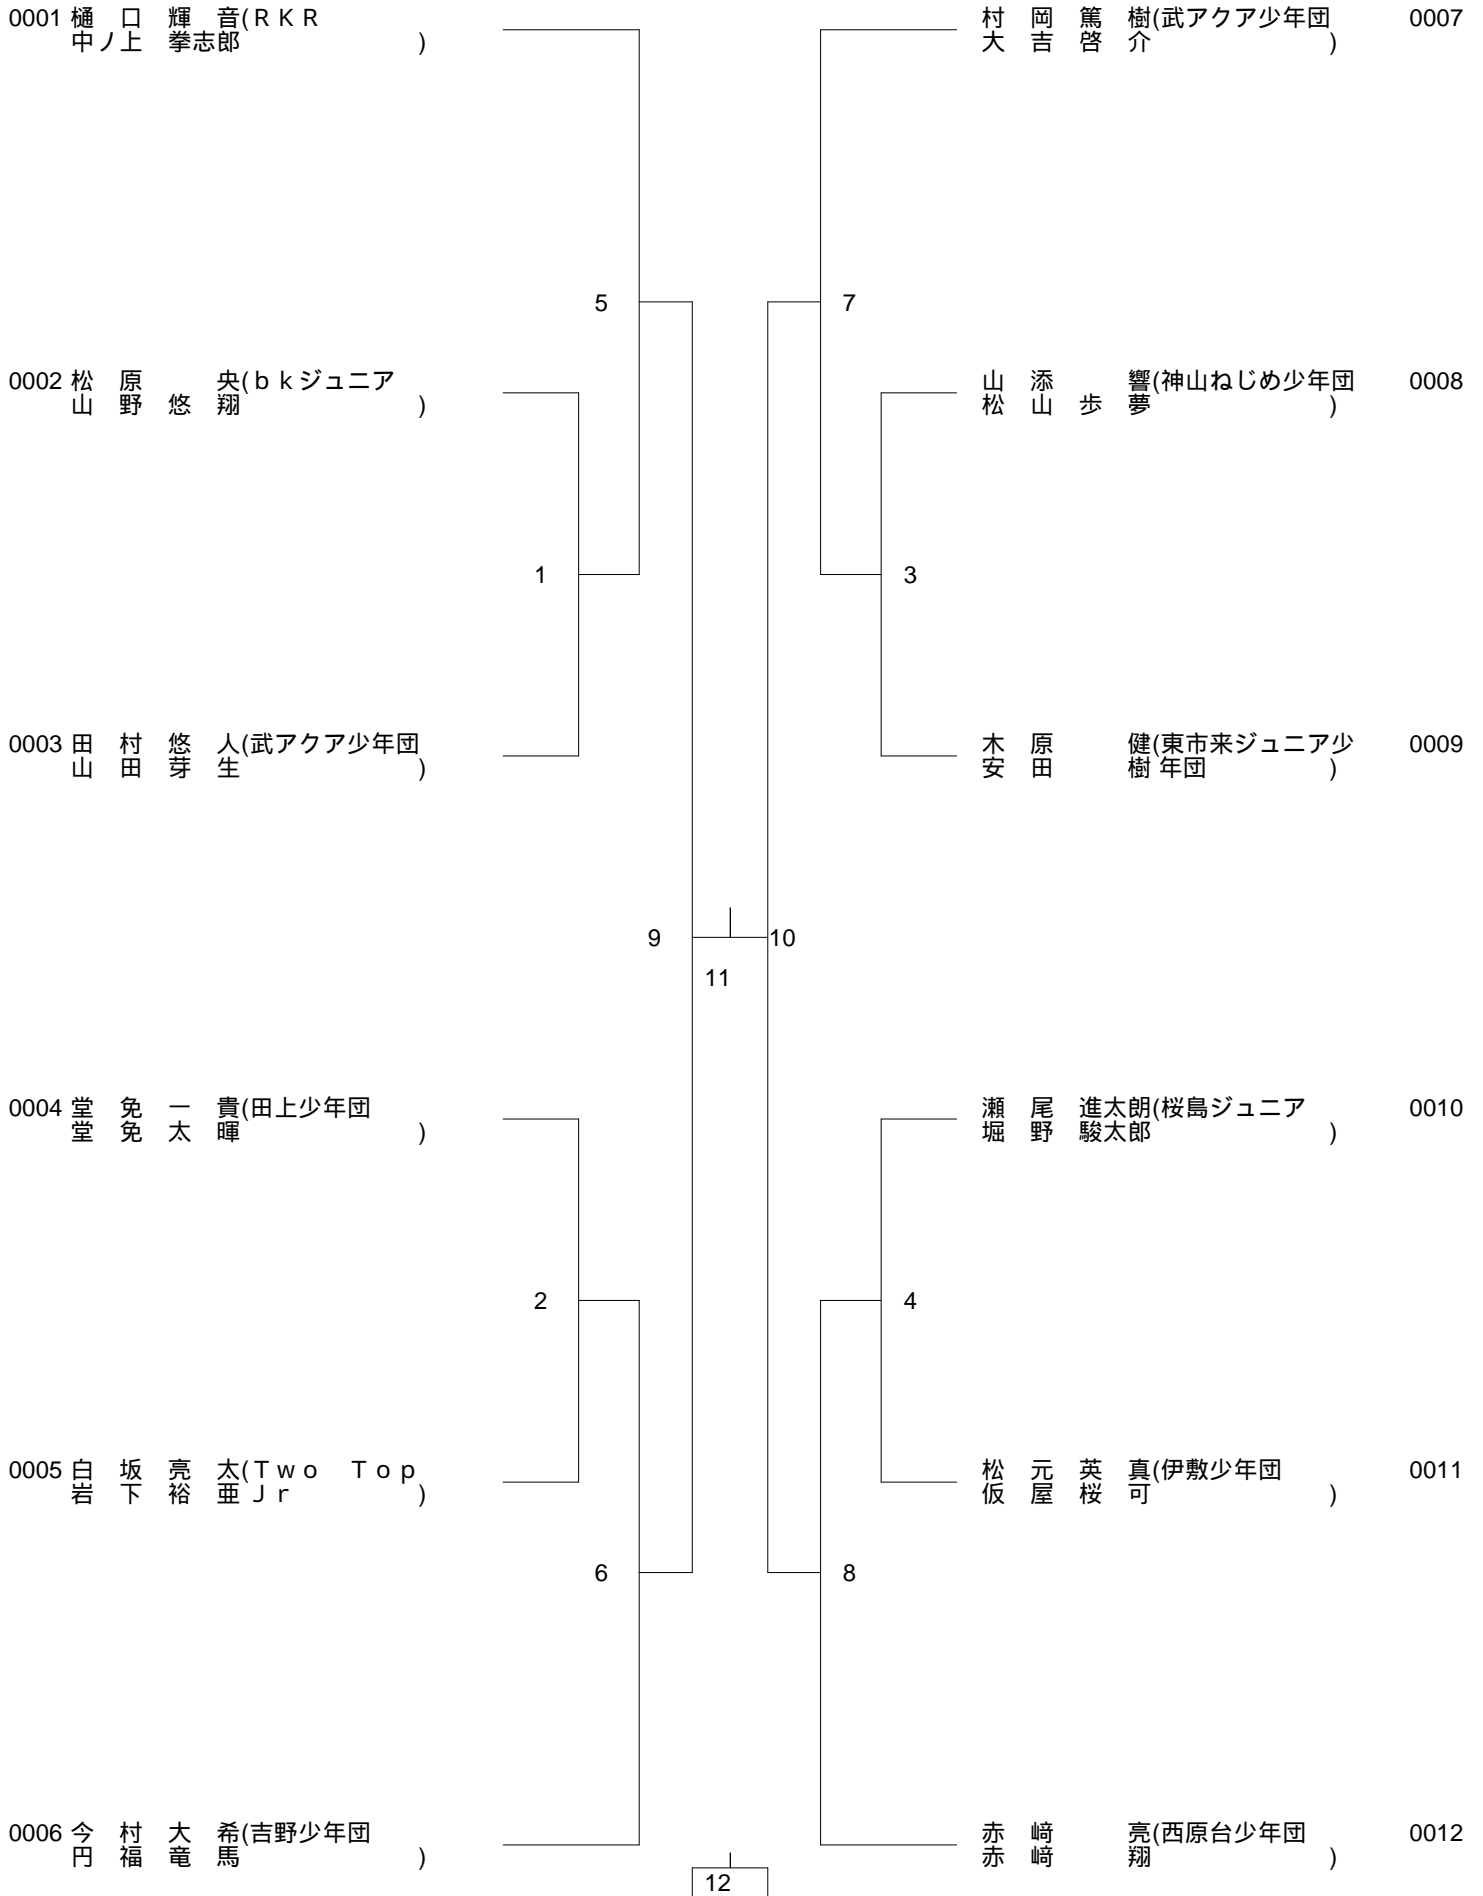 0001 樋　口　輝　音(ＲＫＲ
中ノ上　拳志郎　)
村　岡　篤　樹(武アクア少年団　0007
大　吉　啓　介　)
5
7
0002 松　原　　　央(ｂｋジュニア
山　野　悠　翔　)
山　添　　　響(神山ねじめ少年団　0008
松　山　歩　夢　)
1
3
0003 田　村　悠　人(武アクア少年団
山　田　芽　生　)
木　原　　　健(東市来ジュニア少　0009
安　田　　　樹 年団　)
9
10
11
0004 堂　免　一　貴(田上少年団
堂　免　太　暉　)
瀬　尾　進太朗(桜島ジュニア　0010
堀　野　駿太郎　)
2
4
0005 白　坂　亮　太(Ｔｗｏ　Ｔｏｐ
岩　下　裕　亜 Ｊｒ　)
松　元　英　真(伊敷少年団　0011
仮　屋　桜　可　)
6
8
0006 今　村　大　希(吉野少年団
円　福　竜　馬　)
赤　﨑　　　亮(西原台少年団　0012
赤　﨑　　　翔　)
12